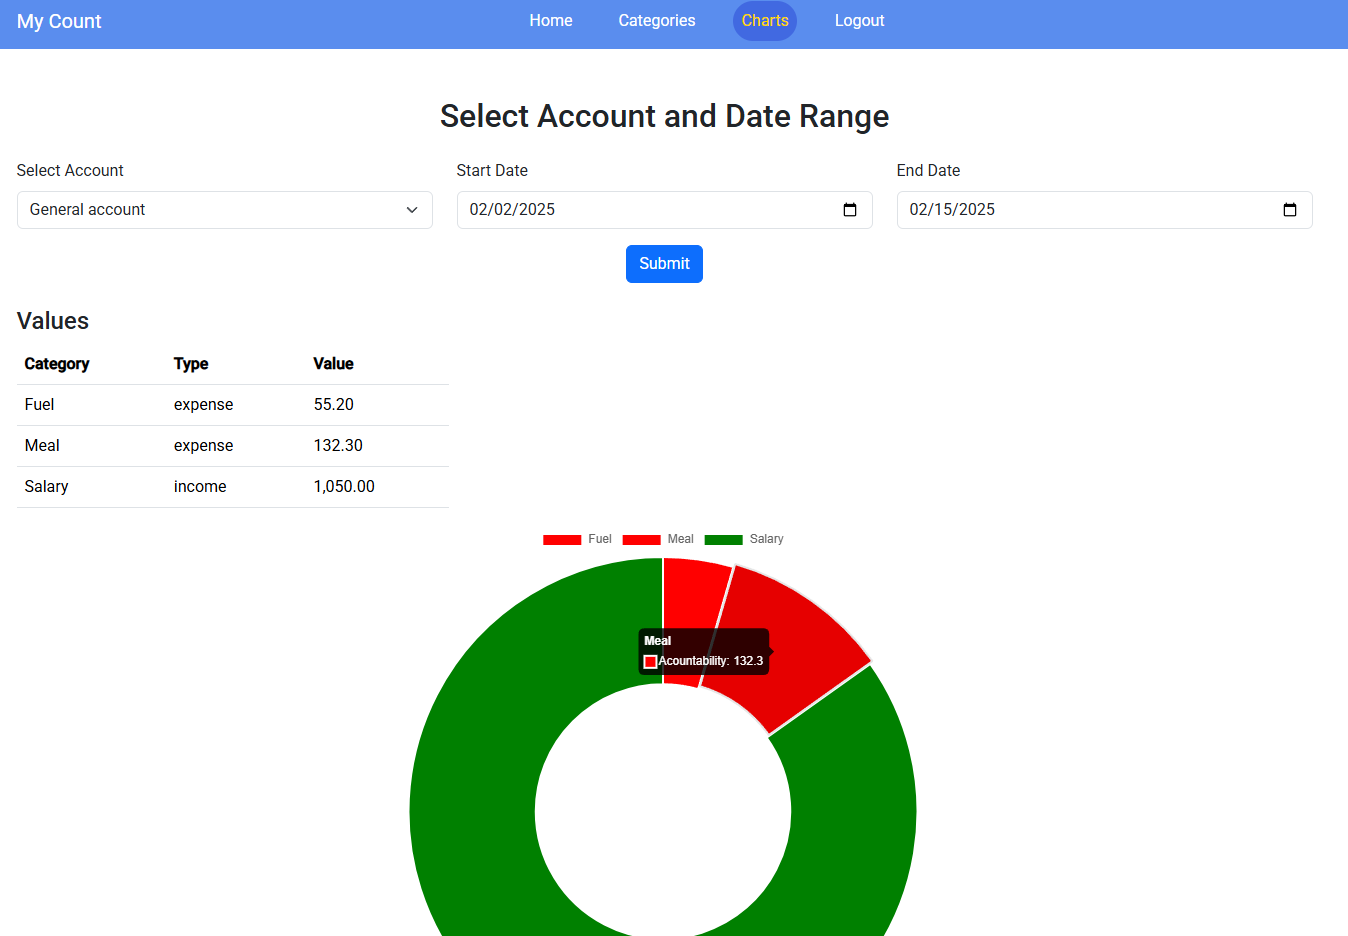 My Count Home Categories Charts Logout
Select Account and Date Range
Select Account Start Date End Date
General account 02/02/2025 02/15/2025
Submit
Values
Category Type Value
Fuel expense 55.20
Meal expense 132.30
Salary income 1,050.00
Fuel Meal Salary
Meal
Acountability: 132.3